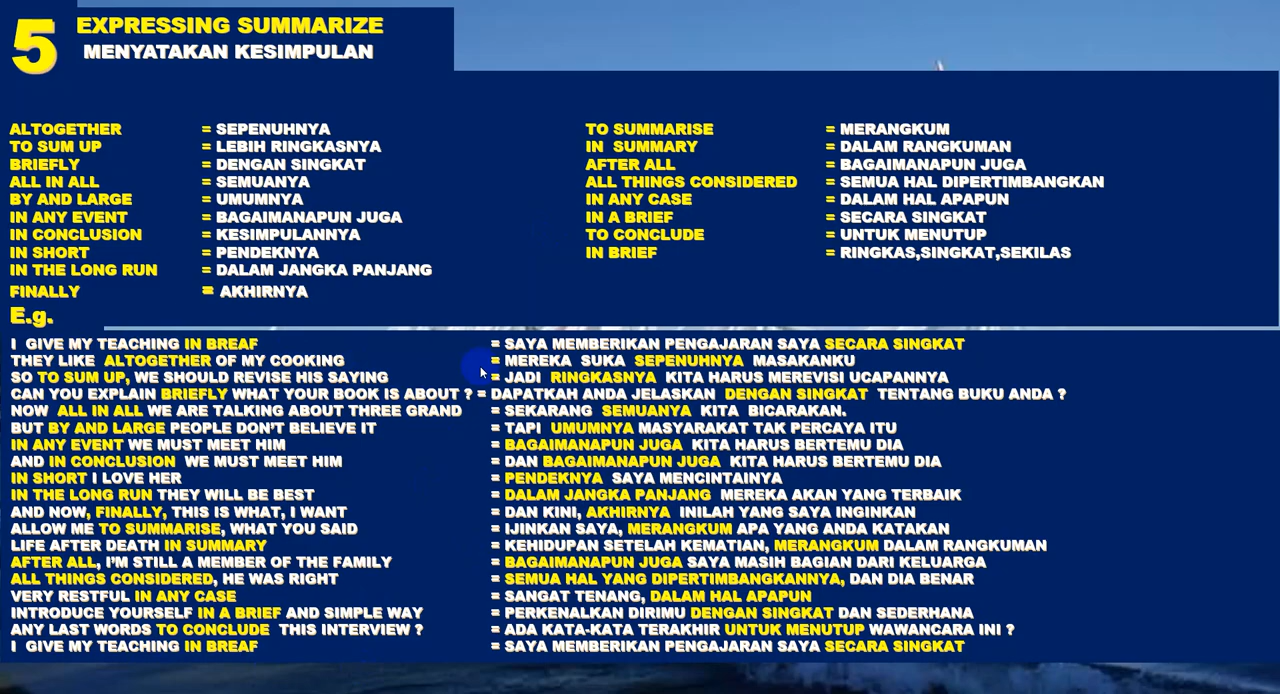 5
EXPRESSING SUMMARIZE
MENYATAKAN KESIMPULAN
ALTOGETHER = SEPENUHNYA
TO SUM UP = LEBIH RINGKASNYA
BRIEFLY = DENGAN SINGKAT
ALL IN ALL = SEMUANYA
BY AND LARGE = UMUMNYA
IN ANY EVENT = BAGAIMANAPUN JUGA
IN CONCLUSION = KESIMPULANNYA
IN SHORT = PENDEKNYA
IN THE LONG RUN = DALAM JANGKA PANJANG
FINALLY = AKHIRNYA
TO SUMMARISE = MERANGKUM
IN SUMMARY = DALAM RANGKUMAN
AFTER ALL = BAGAIMANAPUN JUGA
ALL THINGS CONSIDERED = SEMUA HAL DIPERTIMBANGKAN
IN ANY CASE = DALAM HAL APAPUN
IN A BRIEF = SECARA SINGKAT
TO CONCLUDE = UNTUK MENUTUP
IN BRIEF = RINGKAS,SINGKAT,SEKILAS
E.g.
I GIVE MY TEACHING IN BREAF = SAYA MEMBERIKAN PENGAJARAN SAYA SECARA SINGKAT
THEY LIKE ALTOGETHER OF MY COOKING = MEREKA SUKA SEPENUHNYA MASAKANKU
SO TO SUM UP, WE SHOULD REVISE HIS SAYING = JADI RINGKASNYA KITA HARUS MEREVISI UCAPANNYA
CAN YOU EXPLAIN BRIEFLY WHAT YOUR BOOK IS ABOUT ? = DAPATKAH ANDA JELASKAN DENGAN SINGKAT TENTANG BUKU ANDA ?
NOW ALL IN ALL WE ARE TALKING ABOUT THREE GRAND = SEKARANG SEMUANYA KITA BICARAKAN.
BUT BY AND LARGE PEOPLE DON'T BELIEVE IT = TAPI UMUMNYA MASYARAKAT TAK PERCAYA ITU
IN ANY EVENT WE MUST MEET HIM = BAGAIMANAPUN JUGA KITA HARUS BERTEMU DIA
AND IN CONCLUSION WE MUST MEET HIM = DAN BAGAIMANAPUN JUGA KITA HARUS BERTEMU DIA
IN SHORT I LOVE HER = PENDEKNYA SAYA MENCINTAINYA
IN THE LONG RUN THEY WILL BE BEST = DALAM JANGKA PANJANG MEREKA AKAN YANG TERBAIK
AND NOW, FINALLY, THIS IS WHAT, I WANT = DAN KINI, AKHIRNYA INILAH YANG SAYA INGINKAN
ALLOW ME TO SUMMARISE, WHAT YOU SAID = IJINKAN SAYA, MERANGKUM APA YANG ANDA KATAKAN
LIFE AFTER DEATH IN SUMMARY = KEHIDUPAN SETELAH KEMATIAN, MERANGKUM DALAM RANGKUMAN
AFTER ALL, I'M STILL A MEMBER OF THE FAMILY = BAGAIMANAPUN JUGA SAYA MASIH BAGIAN DARI KELUARGA
ALL THINGS CONSIDERED, HE WAS RIGHT = SEMUA HAL YANG DIPERTIMBANGKANNYA, DAN DIA BENAR
VERY RESTFUL IN ANY CASE = SANGAT TENANG, DALAM HAL APAPUN
INTRODUCE YOURSELF IN A BRIEF AND SIMPLE WAY = PERKENALKAN DIRIMU DENGAN SINGKAT DAN SEDERHANA
ANY LAST WORDS TO CONCLUDE THIS INTERVIEW ? = ADA KATA-KATA TERAKHIR UNTUK MENUTUP WAWANCARA INI ?
I GIVE MY TEACHING IN BREAF = SAYA MEMBERIKAN PENGAJARAN SAYA SECARA SINGKAT